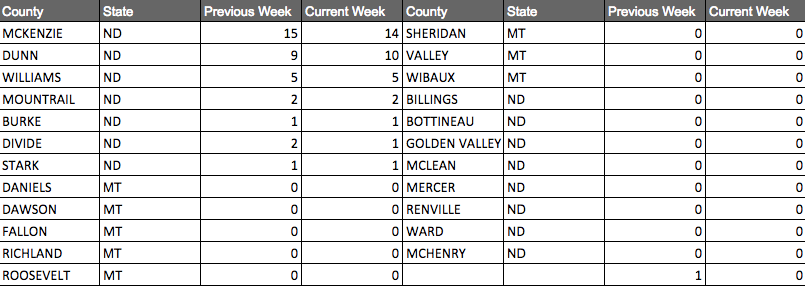 County State Previous Week Current Week County State Previous Week Current Week
MCKENZIE ND 15 14 SHERIDAN MT 0 0
DUNN ND 9 10 VALLEY MT 0 0
WILLIAMS ND 5 5 WIBAUX MT 0 0
MOUNTRAIL ND 2 2 BILLINGS ND 0 0
BURKE ND 1 1 BOTTINEAU ND 0 0
DIVIDE ND 2 1 GOLDEN VALLEY ND 0 0
STARK ND 1 1 MCLEAN ND 0 0
DANIELS MT 0 0 MERCER ND 0 0
DAWSON MT 0 0 RENVILLE ND 0 0
FALLON MT 0 0 WARD ND 0 0
RICHLAND MT 0 0 MCHENRY ND 0 0
ROOSEVELT MT 0 0 1 0